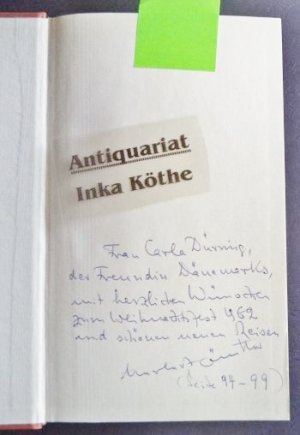 Antiquariat
Inka Köthe
Frau Carla Dürning,
der Freundin Dänemarks,
mit herzlichen Wünschen
zum Weihnachtsfest 1962
und schönen neuen Reisen
(Seite 94-99)